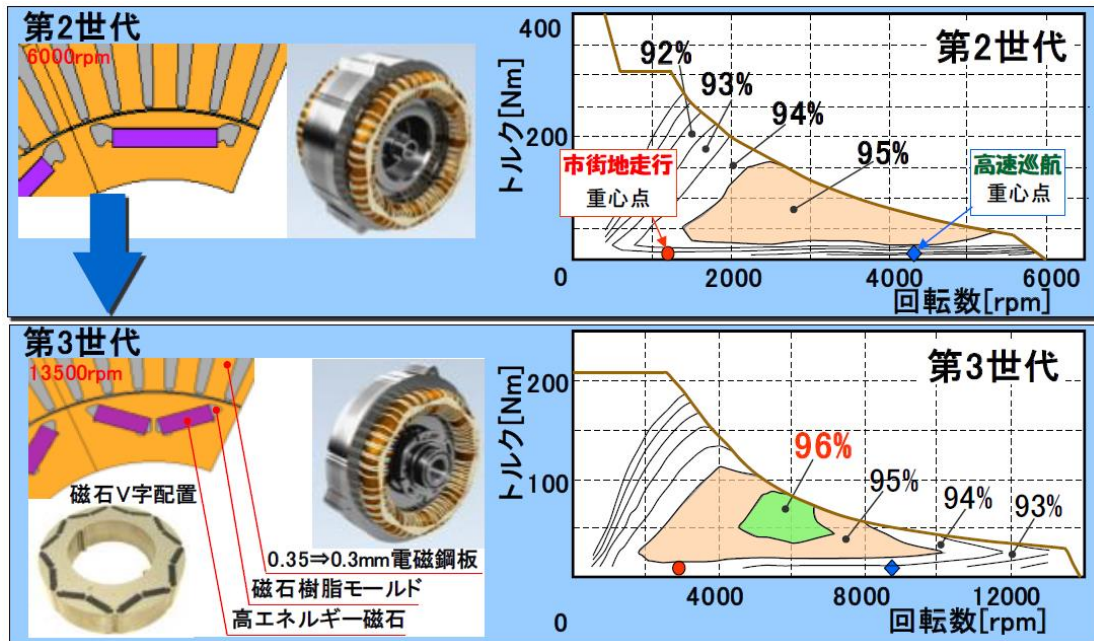 第2世代
6000rpm
400
トルク[Nm]
200
0
92%
93%
94%
95%
第2世代
市街地走行
重心点
高速巡航
重心点
2000
4000
6000
回転数[rpm]
第3世代
13500rpm
磁石V字配置
0.35⇒0.3mm電磁鋼板
磁石樹脂モールド
高エネルギー磁石
200
トルク[Nm]
100
0
第3世代
96%
95%
94%
93%
4000
8000
12000
回転数[rpm]